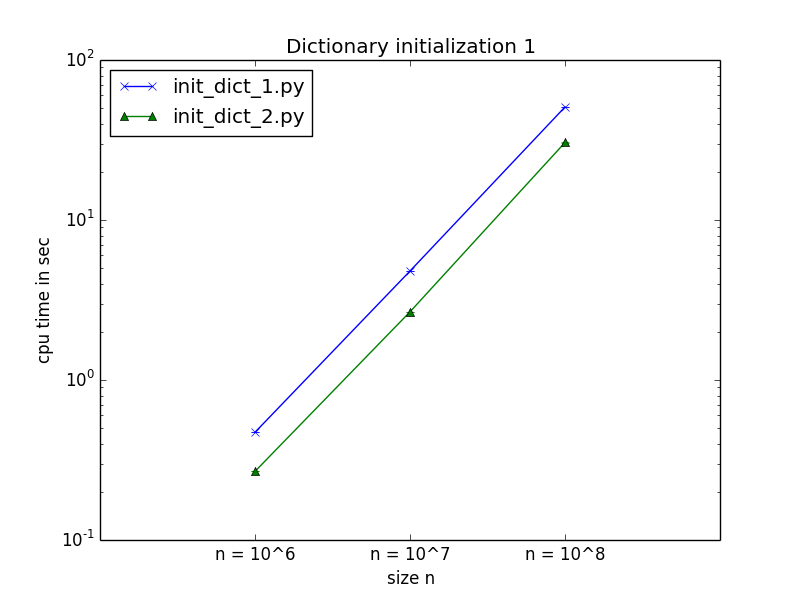 Dictionary initialization 1
10^2
init_dict_1.py
init_dict_2.py
10^1
cpu time in sec
10^0
10^-1
n = 10^6 n = 10^7 n = 10^8
size n